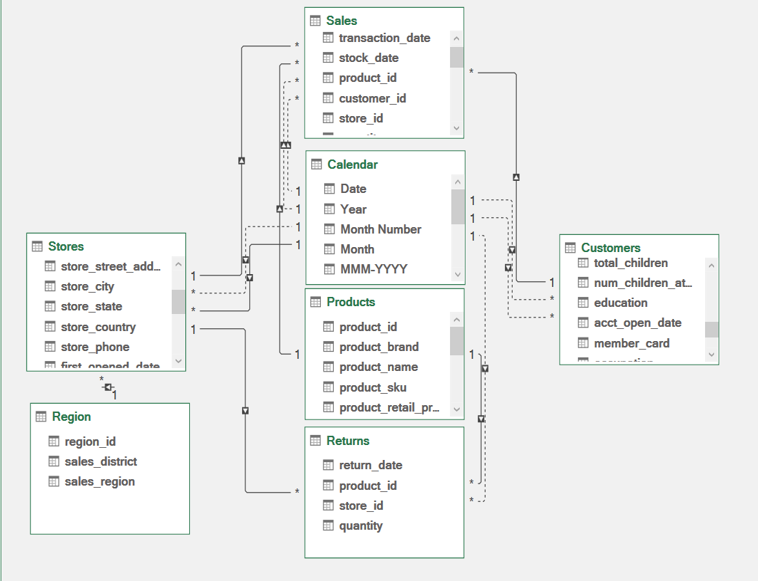 Sales
transaction_date
stock_date
product_id
customer_id
store_id
*
*
*
*
*
Calendar
Date
Year
Month Number
Month
MMM-YYYY
1
1
1
1
1
1
1
Stores
store_street_add...
store_city
store_state
store_country
store_phone
first_opened_date
1
*
*
1
Customers
total_children
num_children_at...
education
acct_open_date
member_card
1
*
*
Products
product_id
product_brand
product_name
product_sku
product_retail_pr...
1
1
*
1
Region
region_id
sales_district
sales_region
Returns
return_date
product_id
store_id
quantity
*
*
*